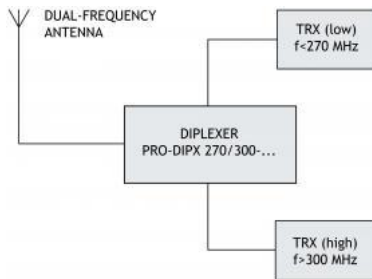 DUAL-FREQUENCY
ANTENNA
TRX (low)
f<270 MHz
DIPLEXER
PRO-DIPX 270/300-...
TRX (high)
f>300 MHz